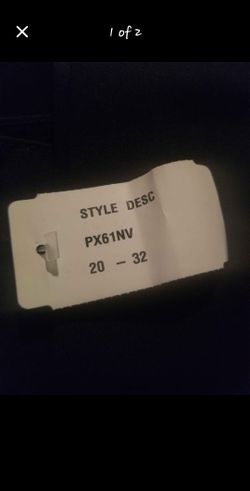 1 of 2
STYLE DESC
PX61NV
20 - 32